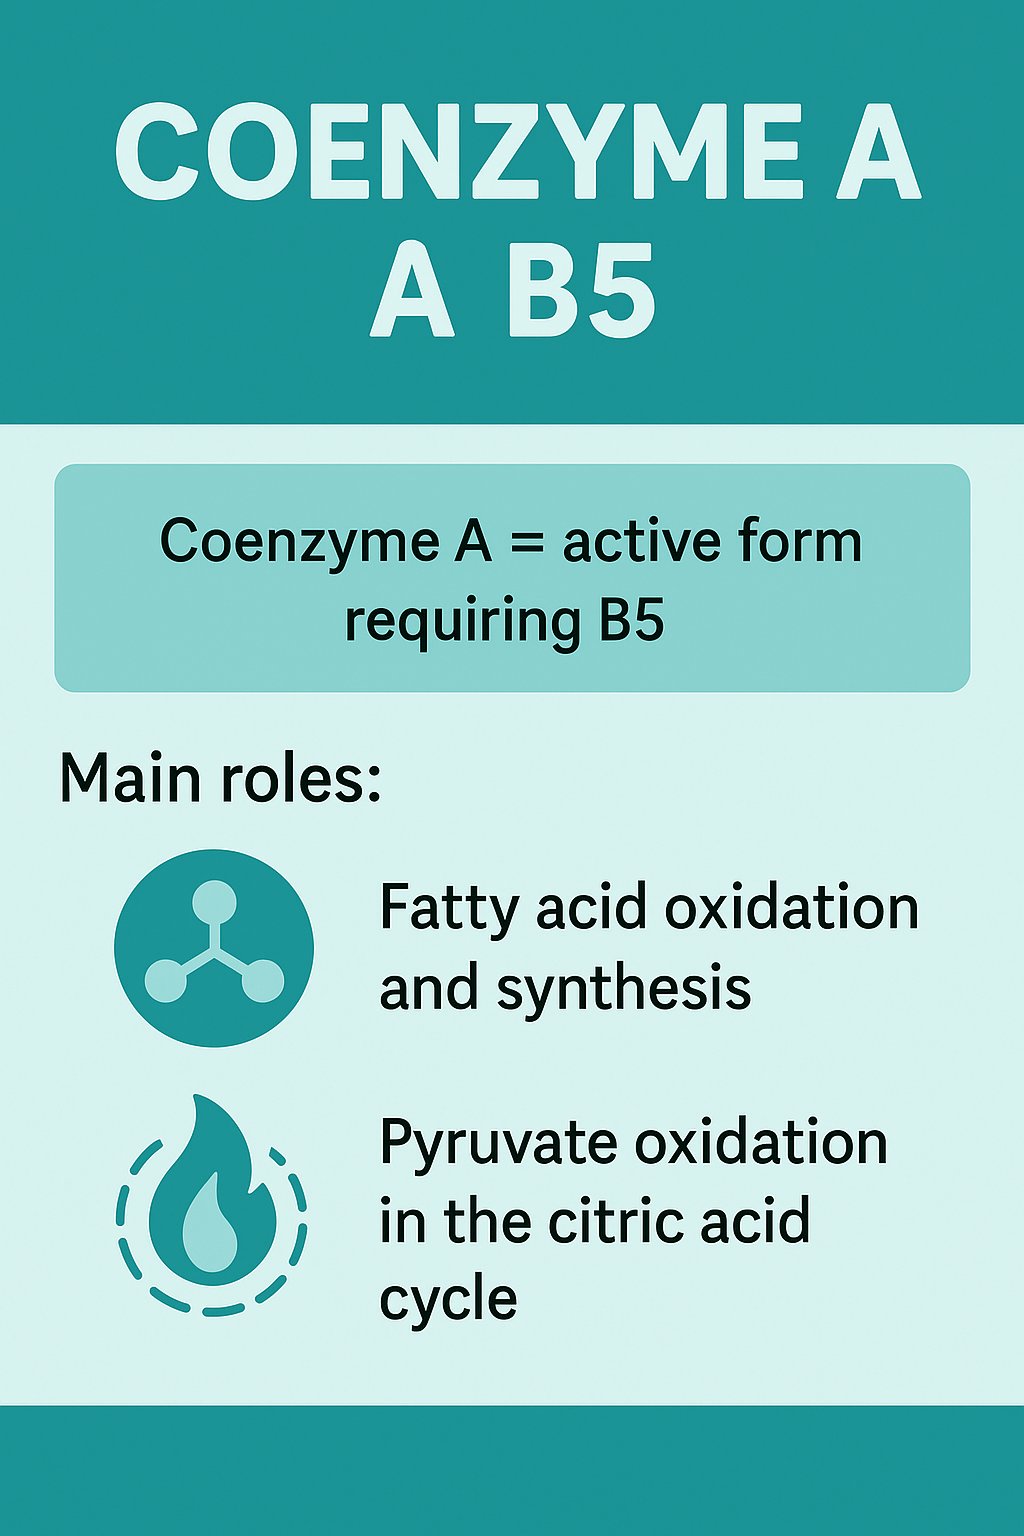 COENZYME A
A B5
Coenzyme A = active form
requiring B5
Main roles:
Fatty acid oxidation
and synthesis
Pyruvate oxidation
in the citric acid
cycle